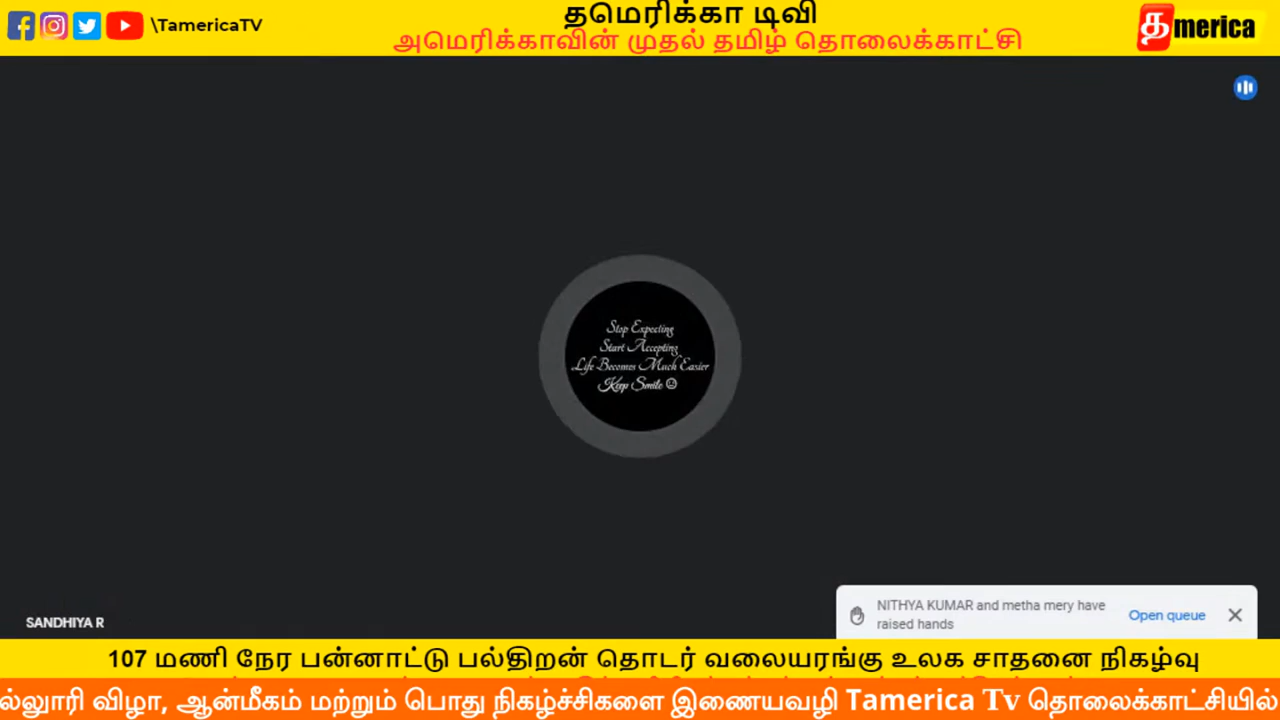 \TamericaTV
தமெரிக்கா டிவி
அமெரிக்காவின் முதல் தமிழ் தொலைக்காட்சி
தmerica
Stop Expecting
Start Accepting
Life Becomes Much Easier
Keep Smile ☺
SANDHIYA R
NITHYA KUMAR and metha mery have
raised hands
Open queue
107 மணி நேர பன்னாட்டு பல்திறன் தொடர் வலையரங்கு உலக சாதனை நிகழ்வு
ல்லூரி விழா, ஆன்மீகம் மற்றும் பொது நிகழ்ச்சிகளை இணையவழி Tamerica Tv தொலைக்காட்சியில்